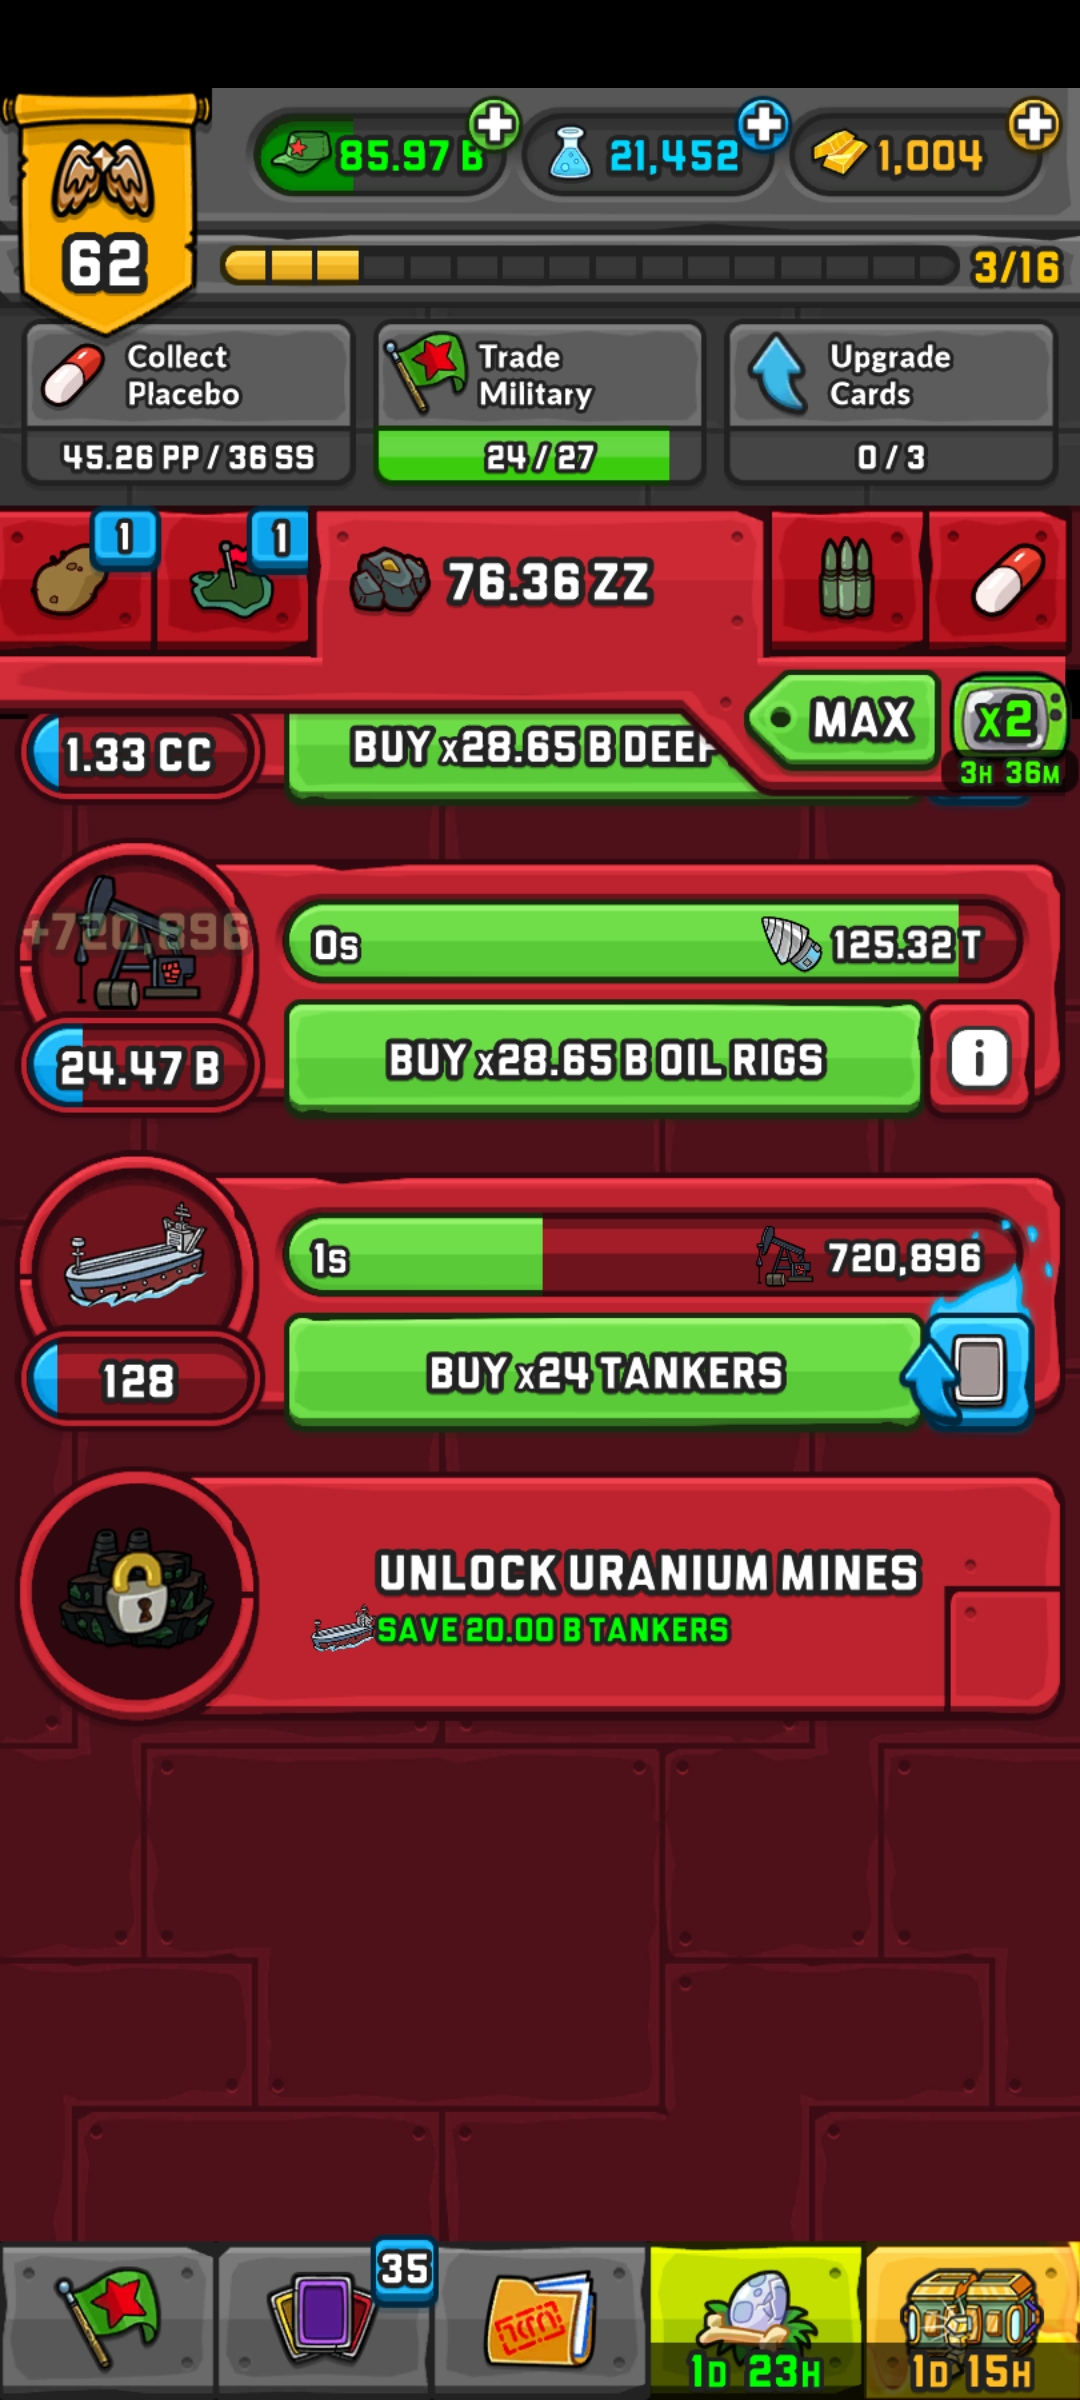 85.97 B
21,452
1,004
62
3/16
Collect
Placebo
Trade
Military
Upgrade
Cards
45.26 PP / 36 SS
24 / 27
0 / 3
1
1
76.36 ZZ
MAX
x2
3H 36M
1.33 CC
BUY x28.65 B DEEP
+720,896
0s
125.32 T
24.47 B
BUY x28.65 B OIL RIGS
i
1s
720,896
128
BUY x24 TANKERS
UNLOCK URANIUM MINES
SAVE 20.00 B TANKERS
35
1D 23H
1D 15H